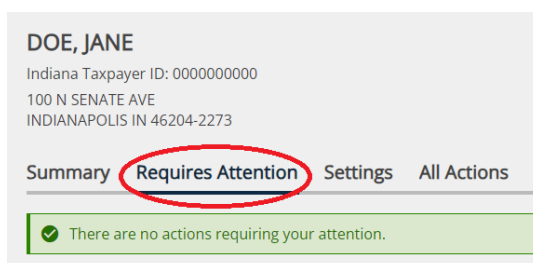 DOE, JANE
Indiana Taxpayer ID: 0000000000
100 N SENATE AVE
INDIANAPOLIS IN 46204-2273
Summary Requires Attention Settings All Actions
There are no actions requiring your attention.